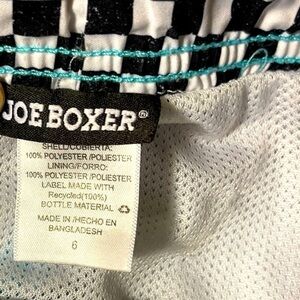 JOE BOXER®
SHELL/CUBIERTA:
100% POLYESTER /POLIESTER
LINING/FORRO:
100% POLYESTER /POLIESTER
LABEL MADE WITH
Recycled(100%)
BOTTLE MATERIAL
MADE IN /HECHO EN
BANGLADESH
6